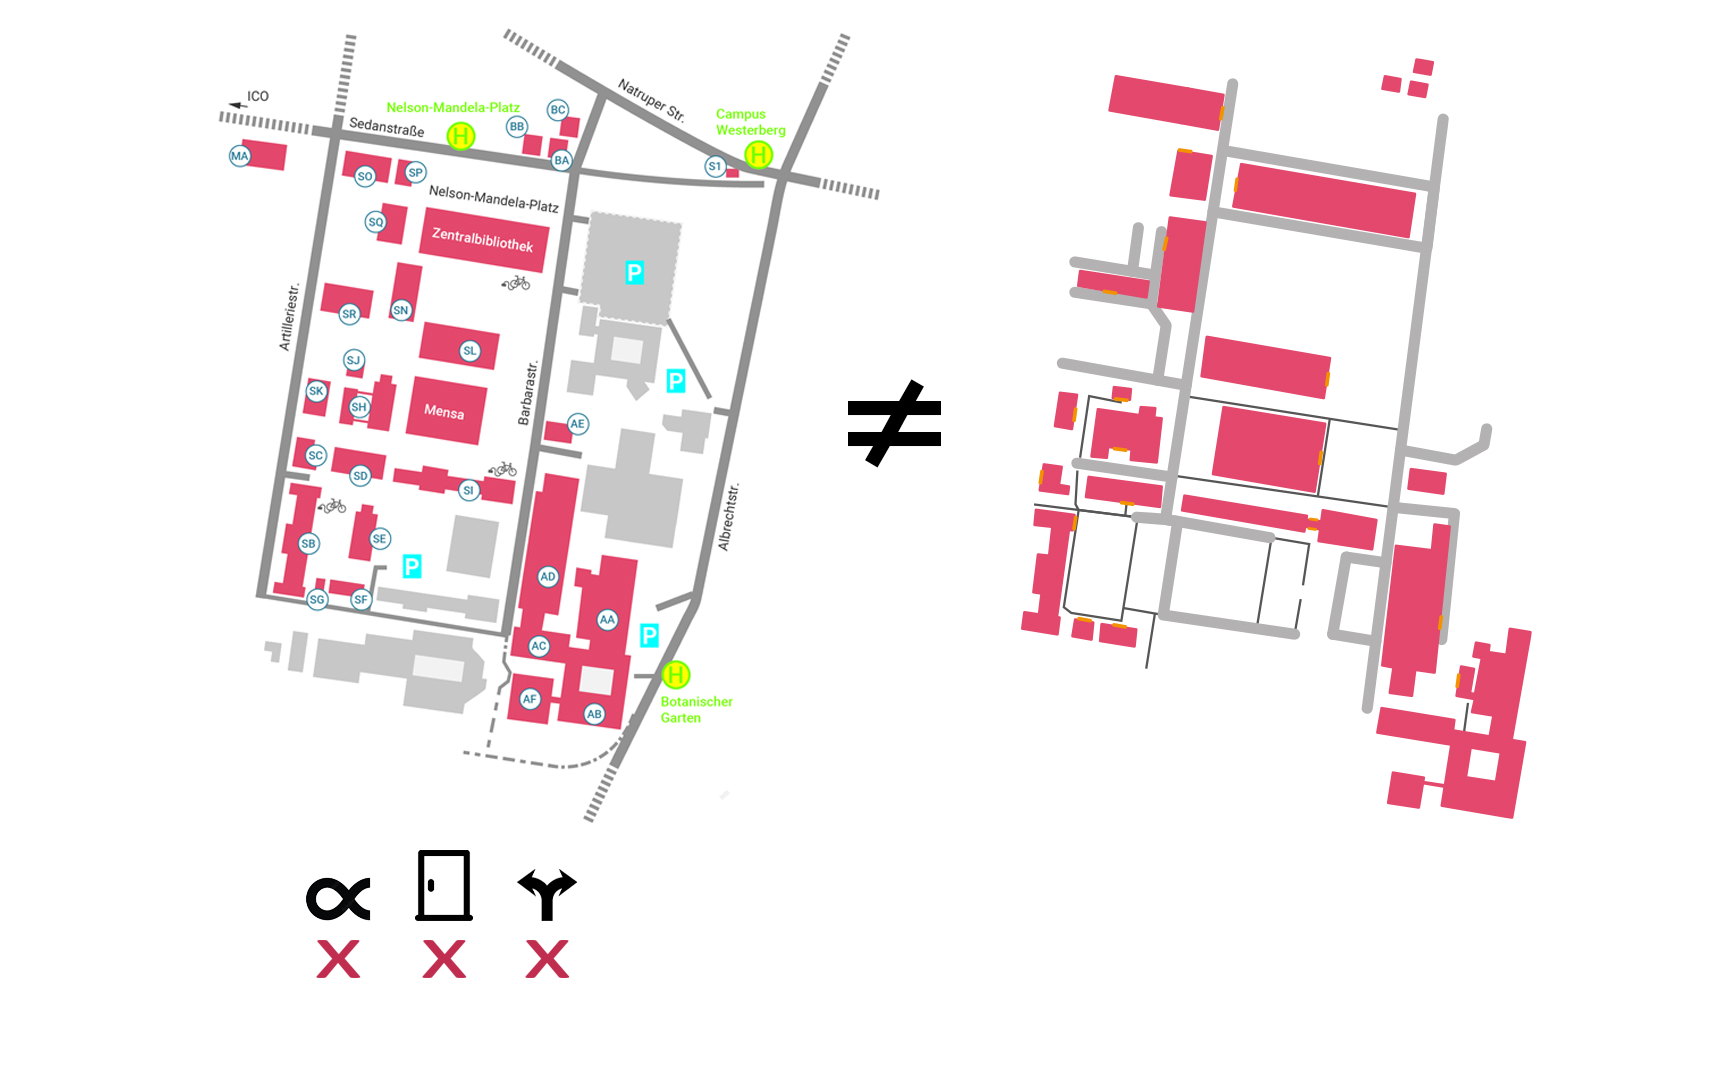 ICO
Nelson-Mandela-Platz
H
Sedanstraße
BB
BC
BA
Natruper Str.
Campus
Westerberg
H
S1
MA
SO
SP
Nelson-Mandela-Platz
SQ
Zentralbibliothek
P
SR
SN
Artilleriestr.
SL
SJ
SK
SH
Mensa
Barbarastr.
P
AE
SC
SD
SI
SB
SE
P
AD
Albrechtstr.
SG
SF
AA
AC
P
H
Botanischer
Garten
AF
AB
≠
∝
X X X